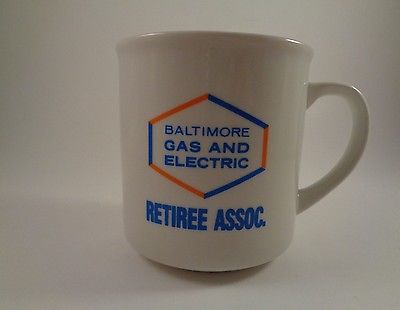 BALTIMORE
GAS AND
ELECTRIC
RETIREE ASSOC.